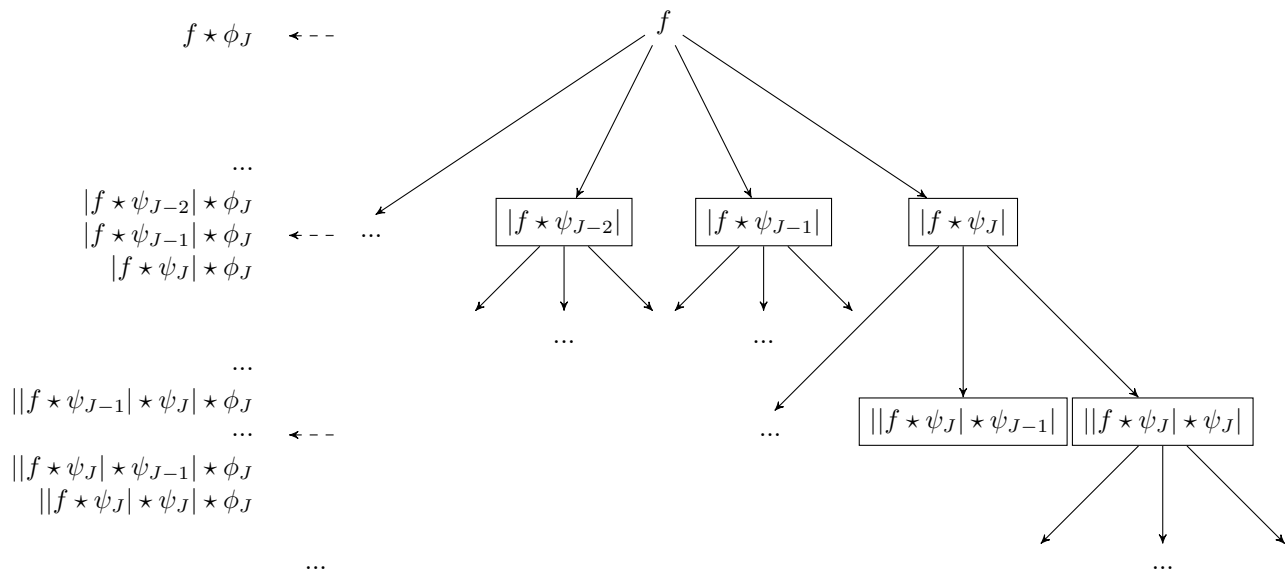 f ⋆ ϕ_J
f
...
|f ⋆ ψ_{J−2}| ⋆ ϕ_J
|f ⋆ ψ_{J−1}| ⋆ ϕ_J
|f ⋆ ψ_J| ⋆ ϕ_J
...
|f ⋆ ψ_{J−2}|
|f ⋆ ψ_{J−1}|
|f ⋆ ψ_J|
...
...
...
||f ⋆ ψ_{J−1}| ⋆ ψ_J| ⋆ ϕ_J
...
||f ⋆ ψ_J| ⋆ ψ_{J−1}| ⋆ ϕ_J
||f ⋆ ψ_J| ⋆ ψ_J| ⋆ ϕ_J
...
||f ⋆ ψ_J| ⋆ ψ_{J−1}|
||f ⋆ ψ_J| ⋆ ψ_J|
...
...